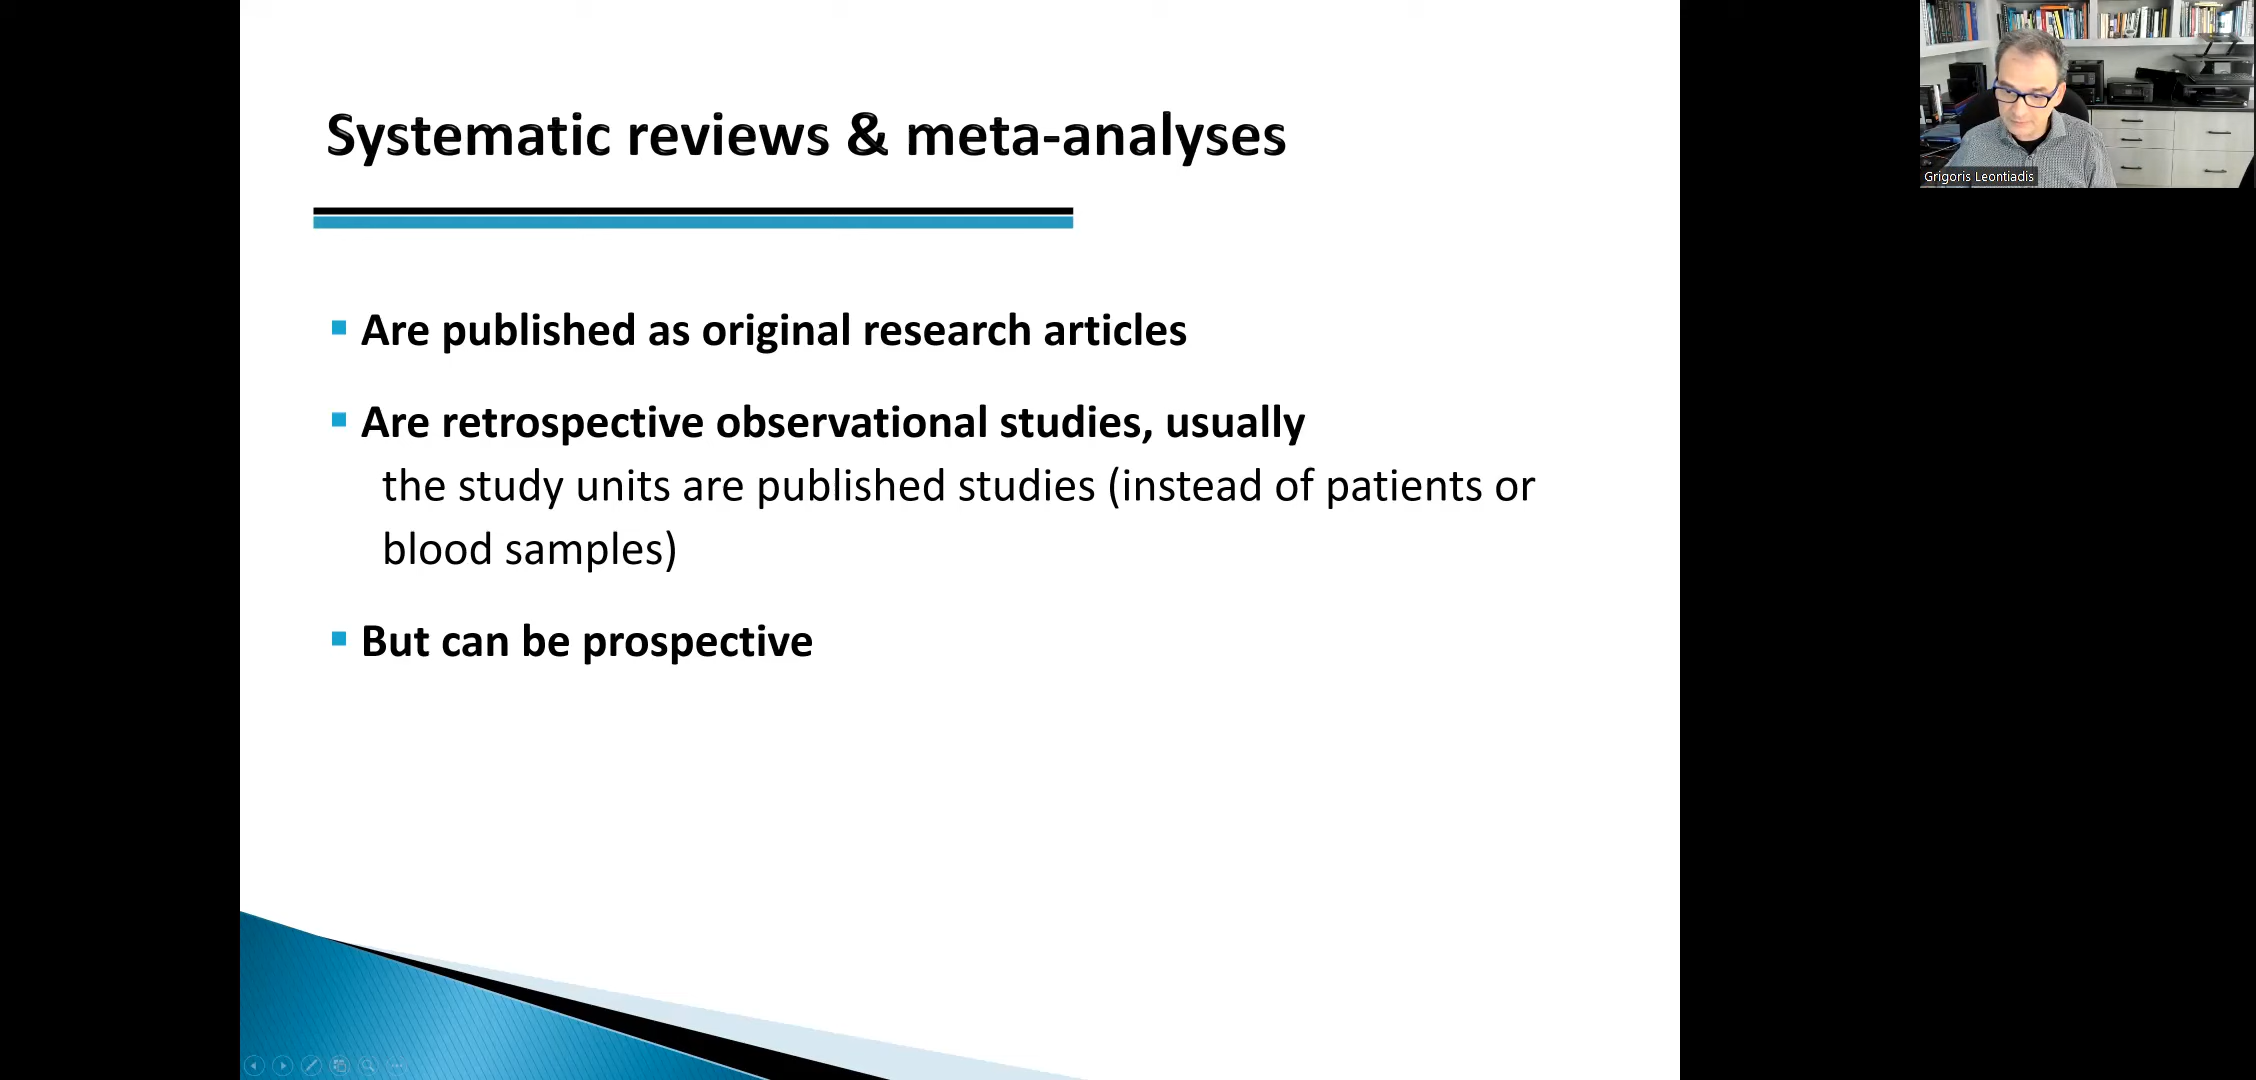 Systematic reviews & meta-analyses
Are published as original research articles
Are retrospective observational studies, usually
the study units are published studies (instead of patients or
blood samples)
But can be prospective
Grigoris Leontiadis